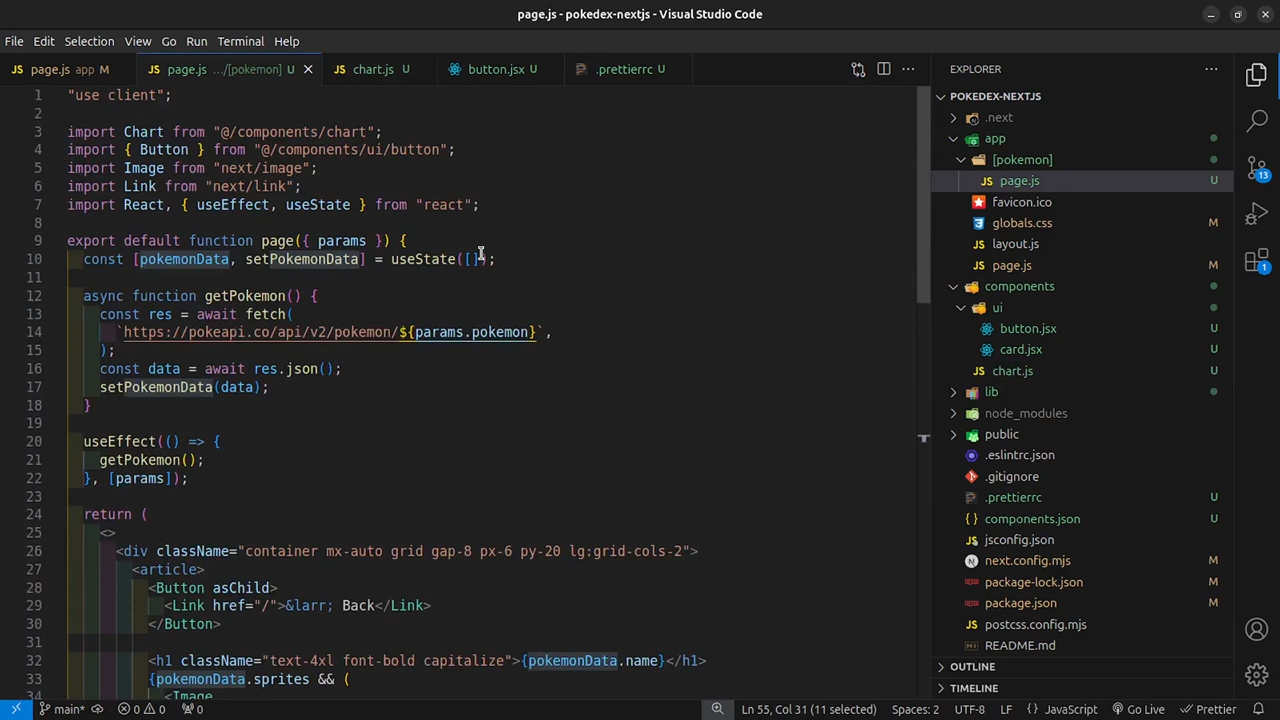 page.js - pokedex-nextjs - Visual Studio Code
File Edit Selection View Go Run Terminal Help
page.js app M
page.js .../[pokemon] U
chart.js U
button.jsx U
.prettierrc U
1 "use client";
2
3 import Chart from "@/components/chart";
4 import { Button } from "@/components/ui/button";
5 import Image from "next/image";
6 import Link from "next/link";
7 import React, { useEffect, useState } from "react";
8
9 export default function page({ params }) {
10 const [pokemonData, setPokemonData] = useState([]);
11
12 async function getPokemon() {
13 const res = await fetch(
14 `https://pokeapi.co/api/v2/pokemon/${params.pokemon}`,
15 );
16 const data = await res.json();
17 setPokemonData(data);
18 }
19
20 useEffect(() => {
21 getPokemon();
22 }, [params]);
23
24 return (
25 <>
26 <div className="container mx-auto grid gap-8 px-6 py-20 lg:grid-cols-2">
27 <article>
28 <Button asChild>
29 <Link href="/">&larr; Back</Link>
30 </Button>
31
32 <h1 className="text-4xl font-bold capitalize">{pokemonData.name}</h1>
33 {pokemonData.sprites && (
34 <Image
EXPLORER
POKEDEX-NEXTJS
.next
app
[pokemon]
page.js U
favicon.ico
globals.css M
layout.js
page.js M
components
ui
button.jsx U
card.jsx U
chart.js U
lib
node_modules
public
.eslintrc.json
.gitignore
.prettierrc U
components.json U
jsconfig.json
next.config.mjs M
package-lock.json M
package.json M
postcss.config.mjs
README.md
OUTLINE
TIMELINE
13
main* 0 0 0 Ln 55, Col 31 (11 selected) Spaces: 2 UTF-8 LF {} JavaScript Go Live Prettier